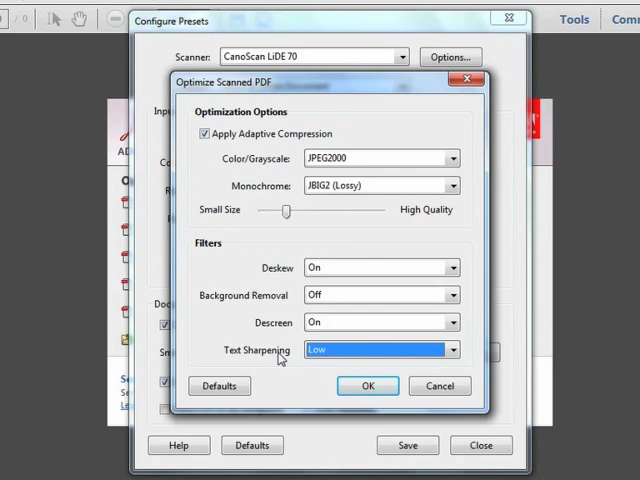 / 0
Tools
Comm
Configure Presets
Scanner: CanoScan LiDE 70 Options...
Optimize Scanned PDF
Optimization Options
Apply Adaptive Compression
Color/Grayscale: JPEG2000
Monochrome: JBIG2 (Lossy)
Small Size High Quality
Filters
Deskew On
Background Removal Off
Descreen On
Text Sharpening Low
Defaults OK Cancel
Help Defaults Save Close